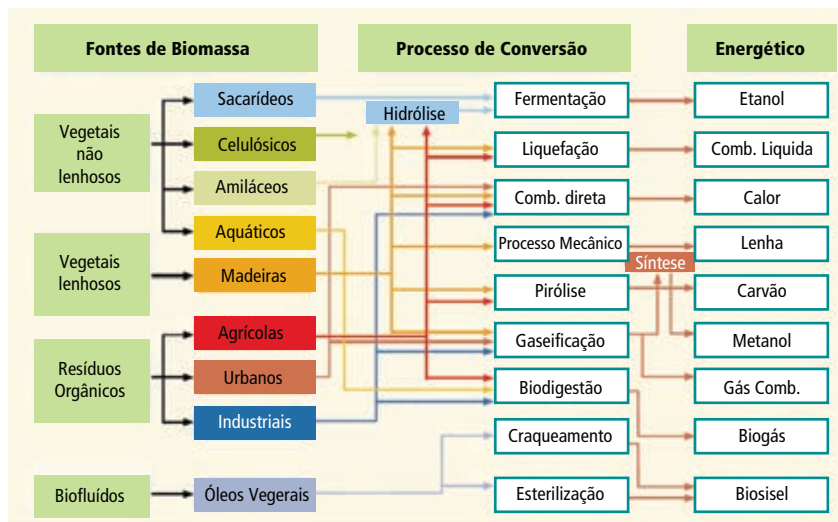 Fontes de Biomassa
Processo de Conversão
Energético
Vegetais
não
lenhosos
Vegetais
lenhosos
Resíduos
Orgânicos
Biofluídos
Sacarídeos
Celulósicos
Amiláceos
Aquáticos
Madeiras
Agrícolas
Urbanos
Industriais
Óleos Vegerais
Hidrólise
Fermentação
Liquefação
Comb. direta
Processo Mecânico
Pirólise
Gaseificação
Biodigestão
Craqueamento
Esterilização
Síntese
Etanol
Comb. Liquida
Calor
Lenha
Carvão
Metanol
Gás Comb.
Biogás
Biosisel